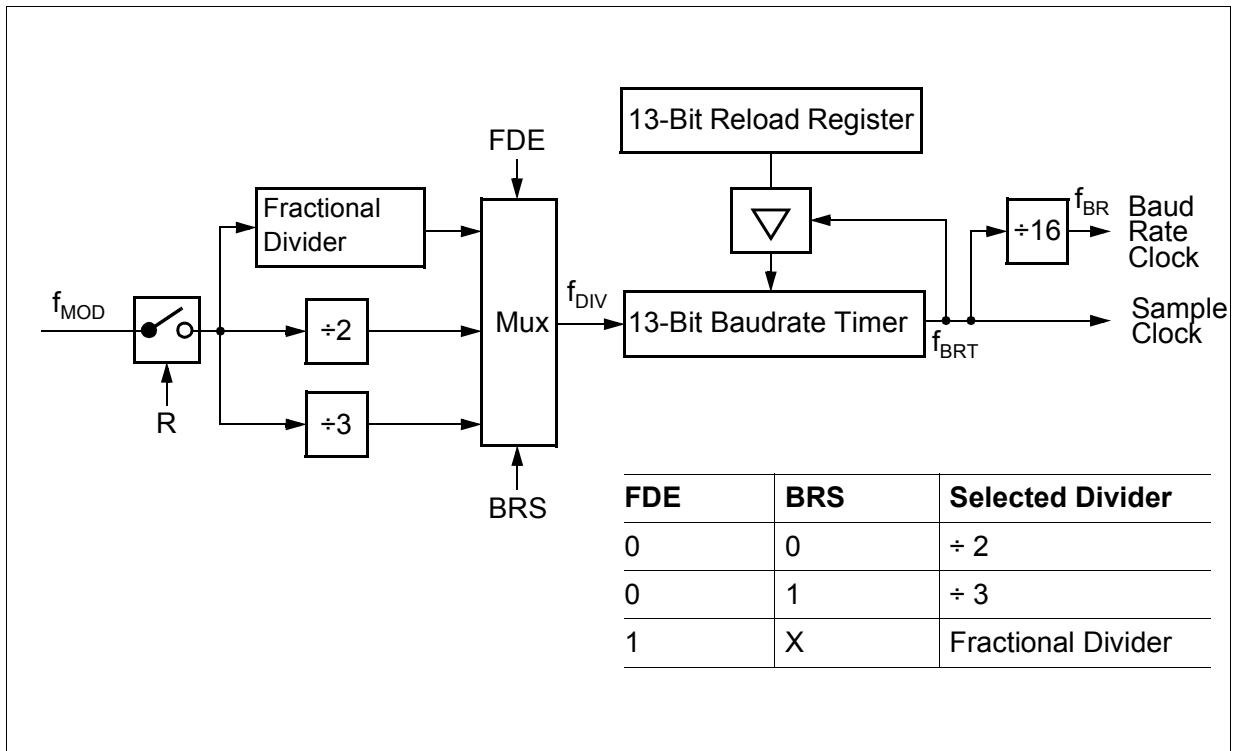 13-Bit Reload Register
FDE
Fractional
Divider
f_BR
Baud
Rate
Clock
÷16
f_MOD
÷2
Mux
f_DIV
13-Bit Baudrate Timer
f_BRT
Sample
Clock
R
÷3
BRS
FDE BRS Selected Divider
0 0 ÷ 2
0 1 ÷ 3
1 X Fractional Divider